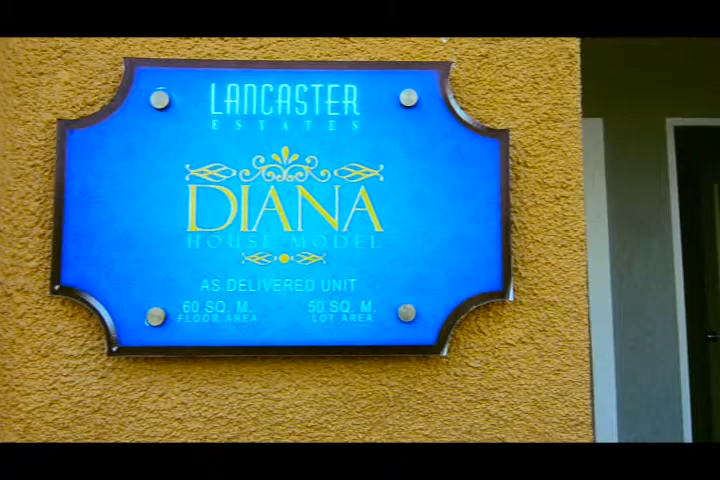 LANCASTER
ESTATES
DIANA
HOUSE MODEL
AS DELIVERED UNIT
60 SQ. M. 50 SQ. M.
FLOOR AREA LOT AREA